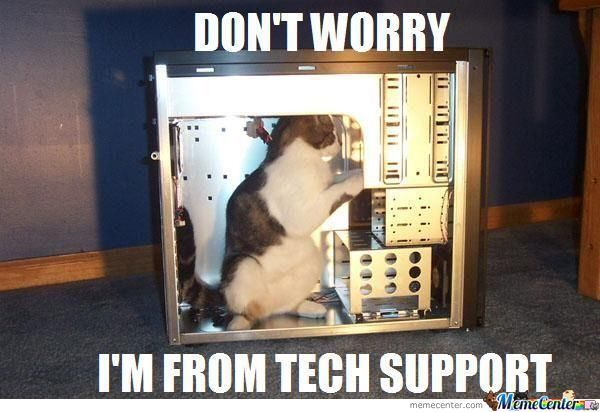 DON'T WORRY
I'M FROM TECH SUPPORT
memecenter.com MemeCenter